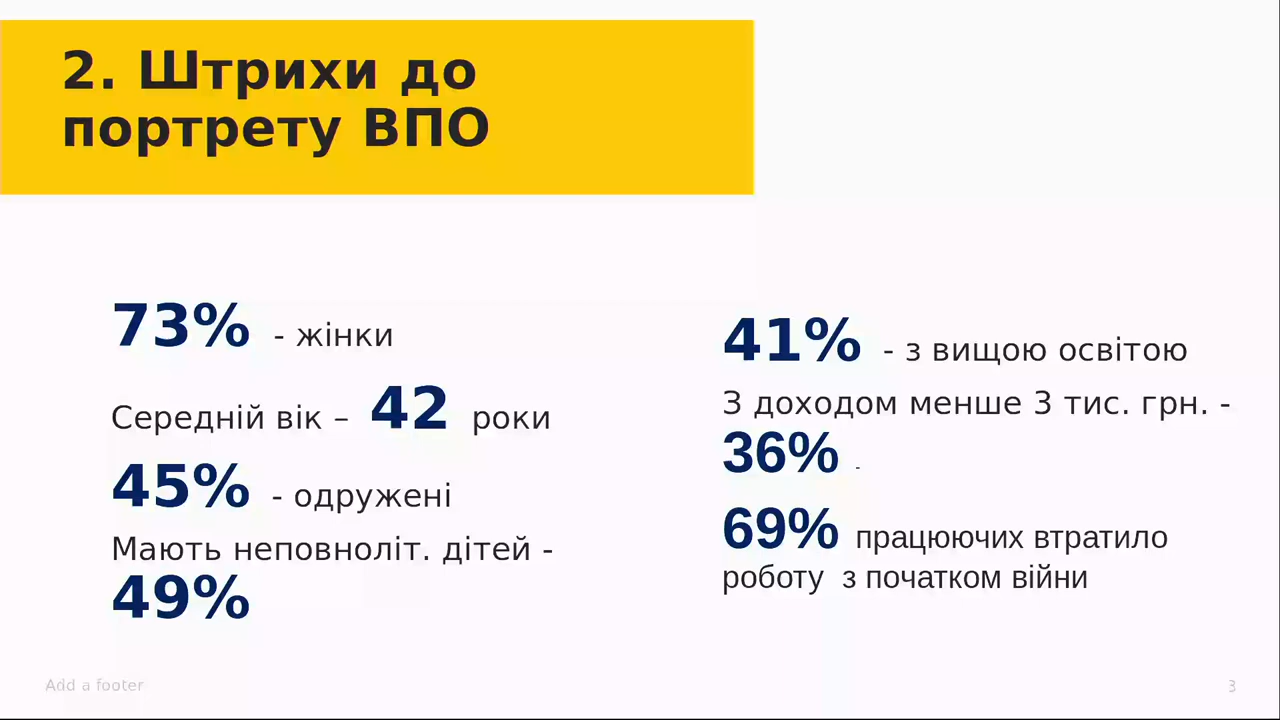 2. Штрихи до
портрету ВПО
73% - жінки
Середній вік – 42 роки
45% - одружені
Мають неповноліт. дітей -
49%
41% - з вищою освітою
З доходом менше 3 тис. грн. -
36% -
69% працюючих втратило
роботу з початком війни
Add a footer
3